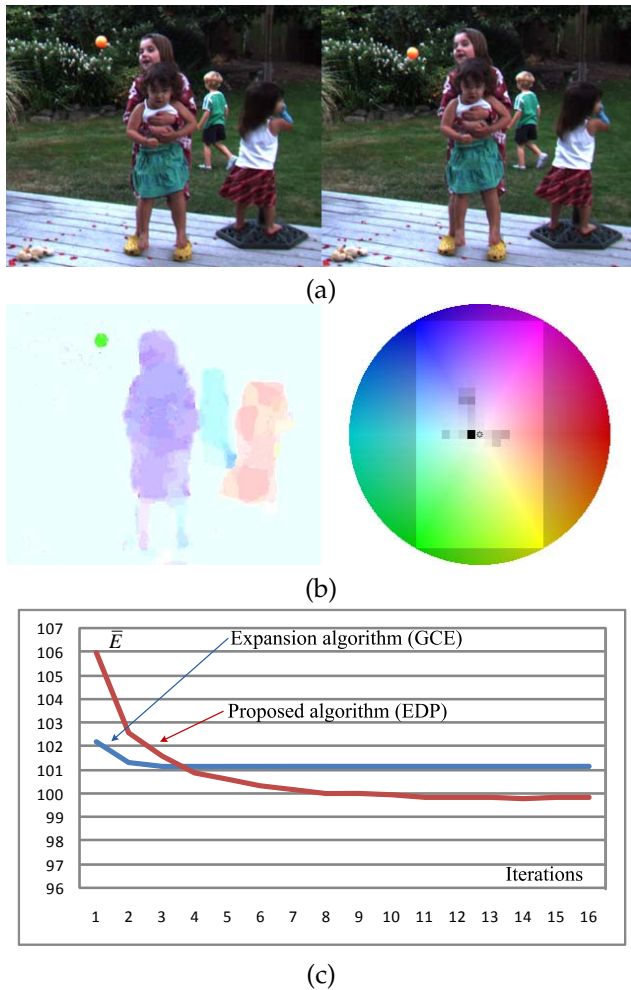 (a)
(b)
107
106
105
104
103
102
101
100
99
98
97
96
E̅
Expansion algorithm (GCE)
Proposed algorithm (EDP)
Iterations
1 2 3 4 5 6 7 8 9 10 11 12 13 14 15 16
(c)